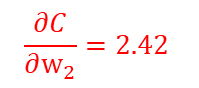 ∂C/∂w₂ = 2.42